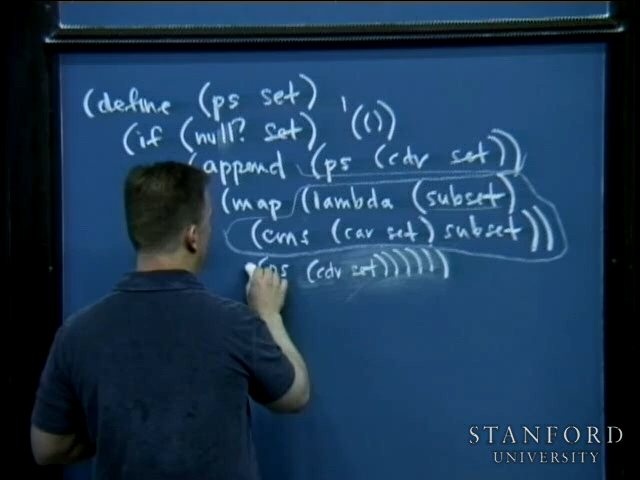 (define (ps set)
(if (null? set) '(())
(append (ps (cdr set))
(map (lambda (subset)
(cons (car set) subset))
(ps (cdr set))))))
STANFORD
UNIVERSITY